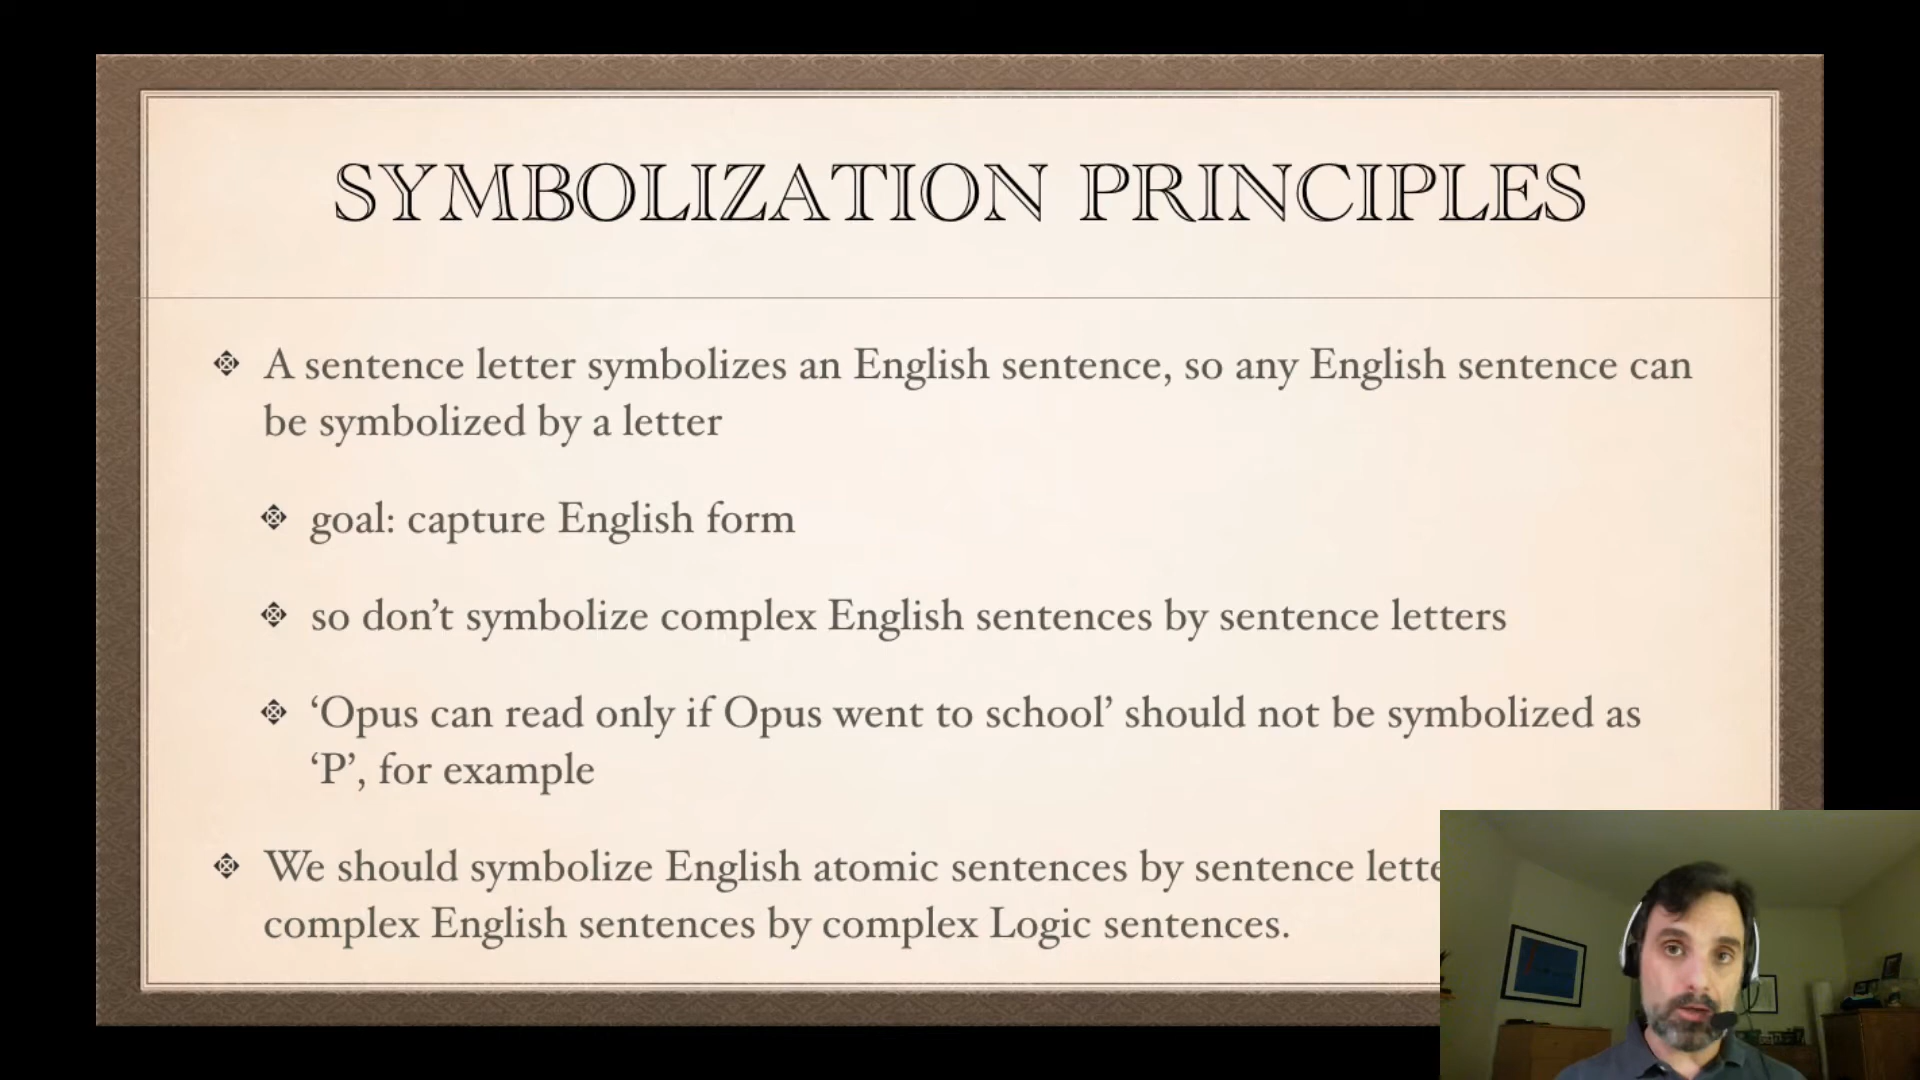 SYMBOLIZATION PRINCIPLES
A sentence letter symbolizes an English sentence, so any English sentence can
be symbolized by a letter
goal: capture English form
so don’t symbolize complex English sentences by sentence letters
‘Opus can read only if Opus went to school’ should not be symbolized as
‘P’, for example
We should symbolize English atomic sentences by sentence
complex English sentences by complex Logic sentences.